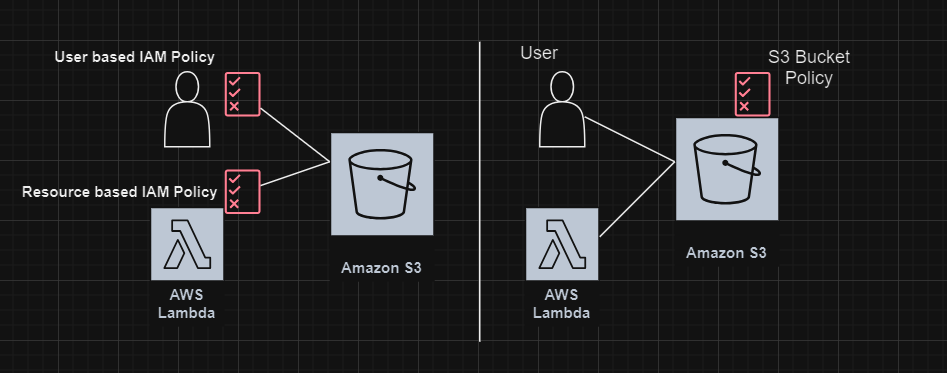 User based IAM Policy
Resource based IAM Policy
AWS
Lambda
Amazon S3
User
S3 Bucket
Policy
AWS
Lambda
Amazon S3